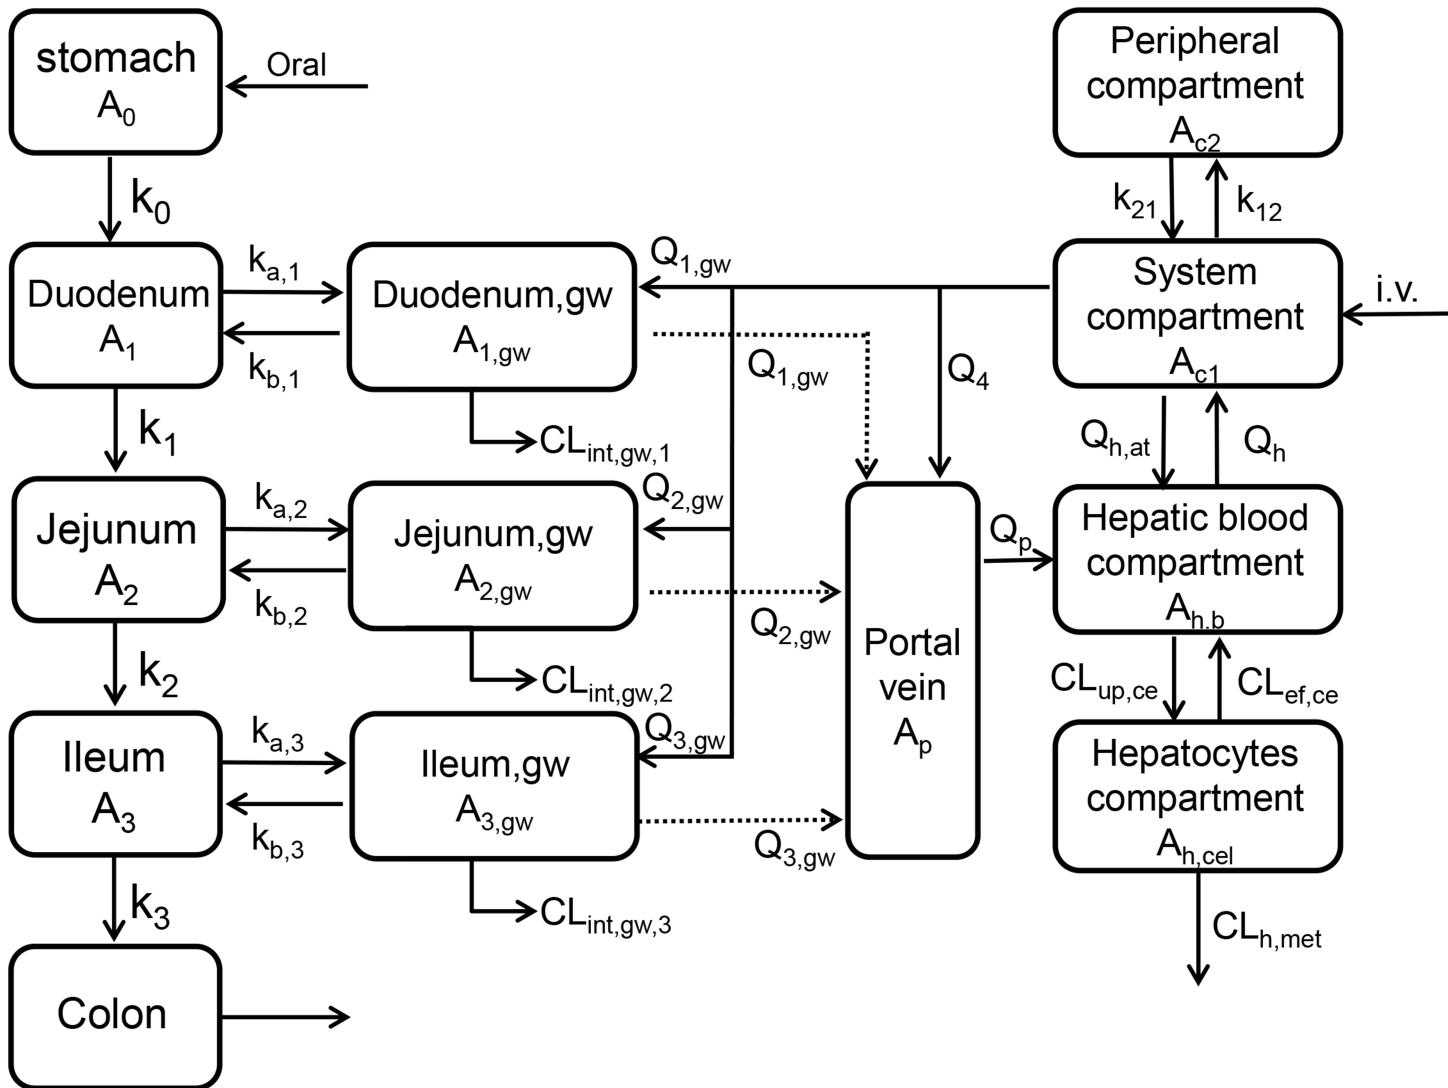 stomach
A0
Oral
k0
Duodenum
A1
ka,1
kb,1
Duodenum,gw
A1,gw
CLint,gw,1
k1
Jejunum
A2
ka,2
kb,2
Jejunum,gw
A2,gw
CLint,gw,2
k2
Ileum
A3
ka,3
kb,3
Ileum,gw
A3,gw
CLint,gw,3
k3
Colon
Q1,gw
Q1,gw
Q4
Q2,gw
Q2,gw
Q3,gw
Q3,gw
Portal
vein
Ap
Qp
Peripheral
compartment
Ac2
k21
k12
System
compartment
Ac1
i.v.
Qh,at
Qh
Hepatic blood
compartment
Ah.b
CLup,ce
CLef,ce
Hepatocytes
compartment
Ah,cel
CLh,met